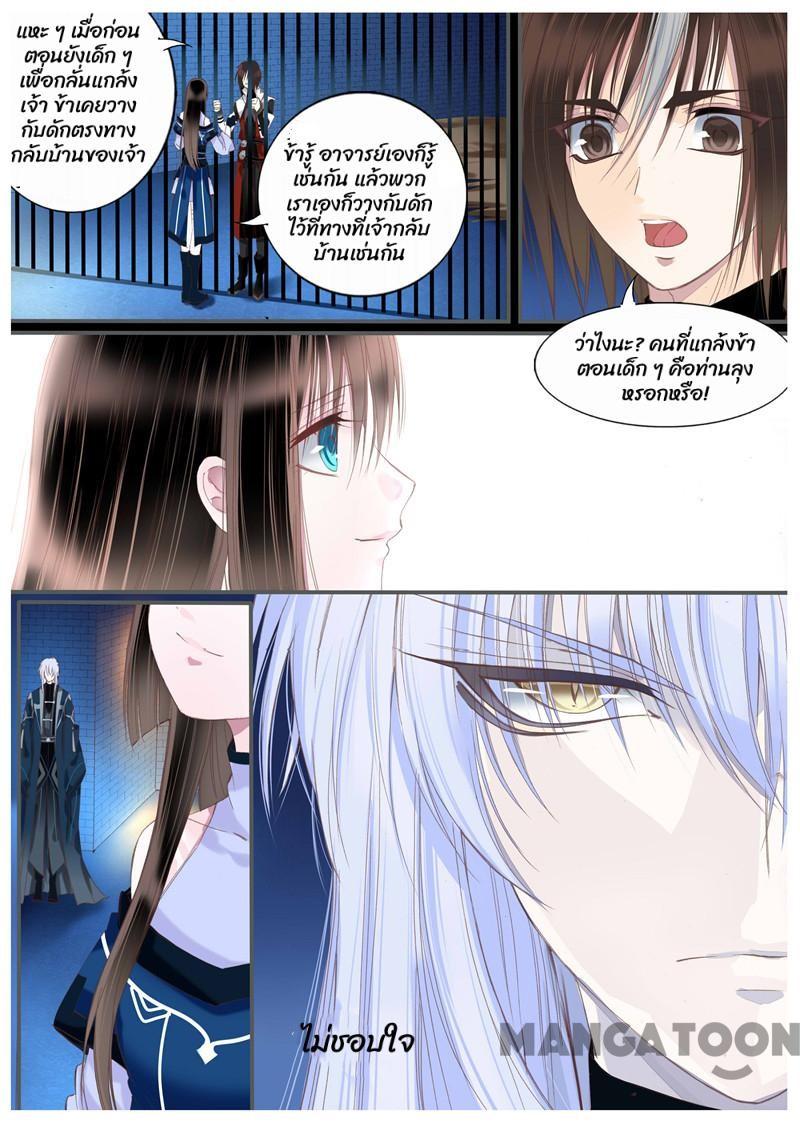 แหะ ๆ เมื่อก่อน
ตอนยังเด็ก ๆ
เพื่อกลั่นแกล้ง
เจ้า ข้าเคยวาง
กับดักตรงทาง
กลับบ้านของเจ้า
ข้ารู้ อาจารย์เองก็รู้
เช่นกัน แล้วพวก
เราเองก็วางกับดัก
ไว้ที่ทางที่เจ้ากลับ
บ้านเช่นกัน
ว่าไงนะ? คนที่แกล้งข้า
ตอนเด็ก ๆ คือท่านลุง
หรอกหรือ!
ไม่ชอบใจ
MANGATOON